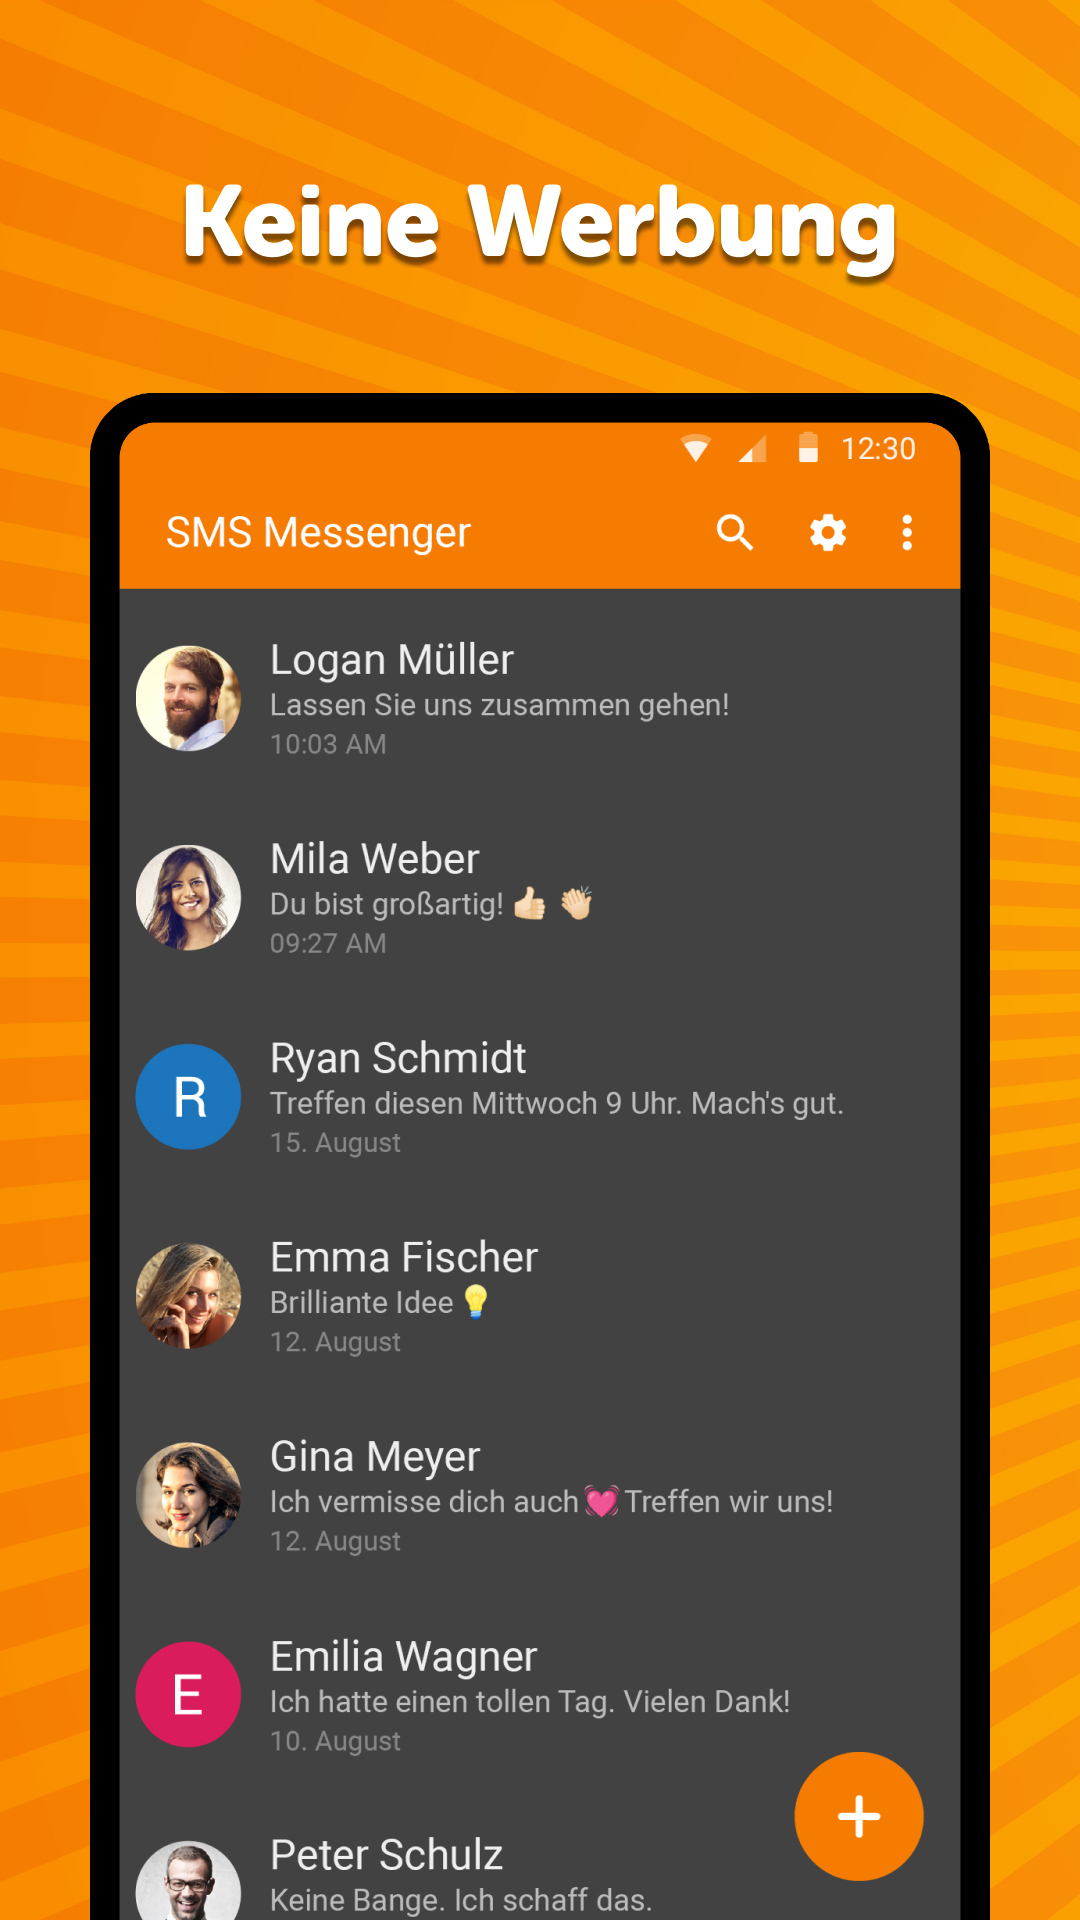 Keine Werbung
12:30
SMS Messenger
Logan Müller
Lassen Sie uns zusammen gehen!
10:03 AM
Mila Weber
Du bist großartig! 👍🏻 👏🏻
09:27 AM
R
Ryan Schmidt
Treffen diesen Mittwoch 9 Uhr. Mach's gut.
15. August
Emma Fischer
Brilliante Idee 💡
12. August
Gina Meyer
Ich vermisse dich auch 💓 Treffen wir uns!
12. August
E
Emilia Wagner
Ich hatte einen tollen Tag. Vielen Dank!
10. August
Peter Schulz
Keine Bange. Ich schaff das.